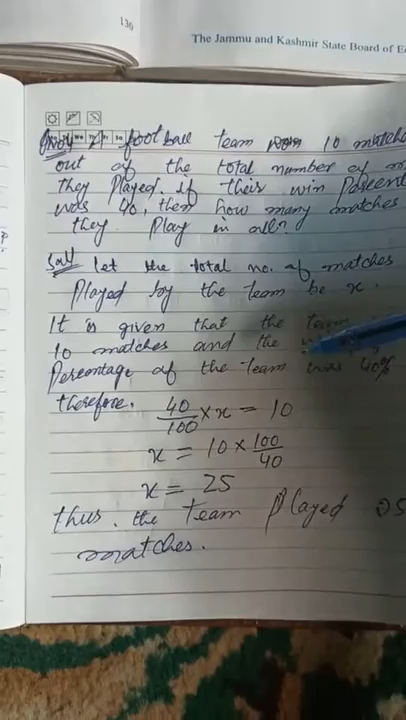 136
The Jammu and Kashmir State Board of E
A football team won 10 matche
out of the total number of m
they Played. if their win Percent
was 40, then how many matches
they Play in all?
Sol! let the total no. of matches
Played by the team be x.
It is given that the team
10 matches and the
Percentage of the team was 40%
therefore. 40/100 × x = 10
x = 10 × 100/40
x = 25
thus. the team Played 25
matches.